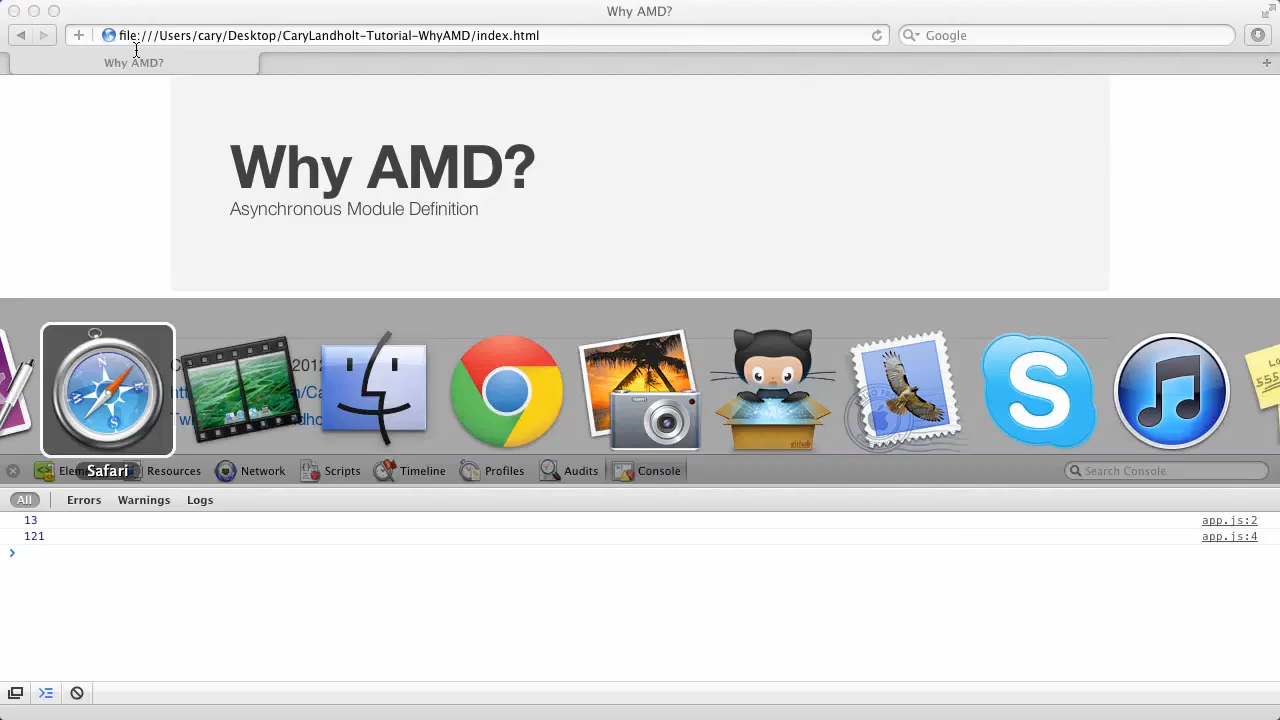 Why AMD?
file:///Users/cary/Desktop/CaryLandholt-Tutorial-WhyAMD/index.html
Google
Why AMD?
Why AMD?
Asynchronous Module Definition
2012
Safari
Resources
Network
Scripts
Timeline
Profiles
Audits
Console
Search Console
All
Errors
Warnings
Logs
13
app.js:2
121
app.js:4